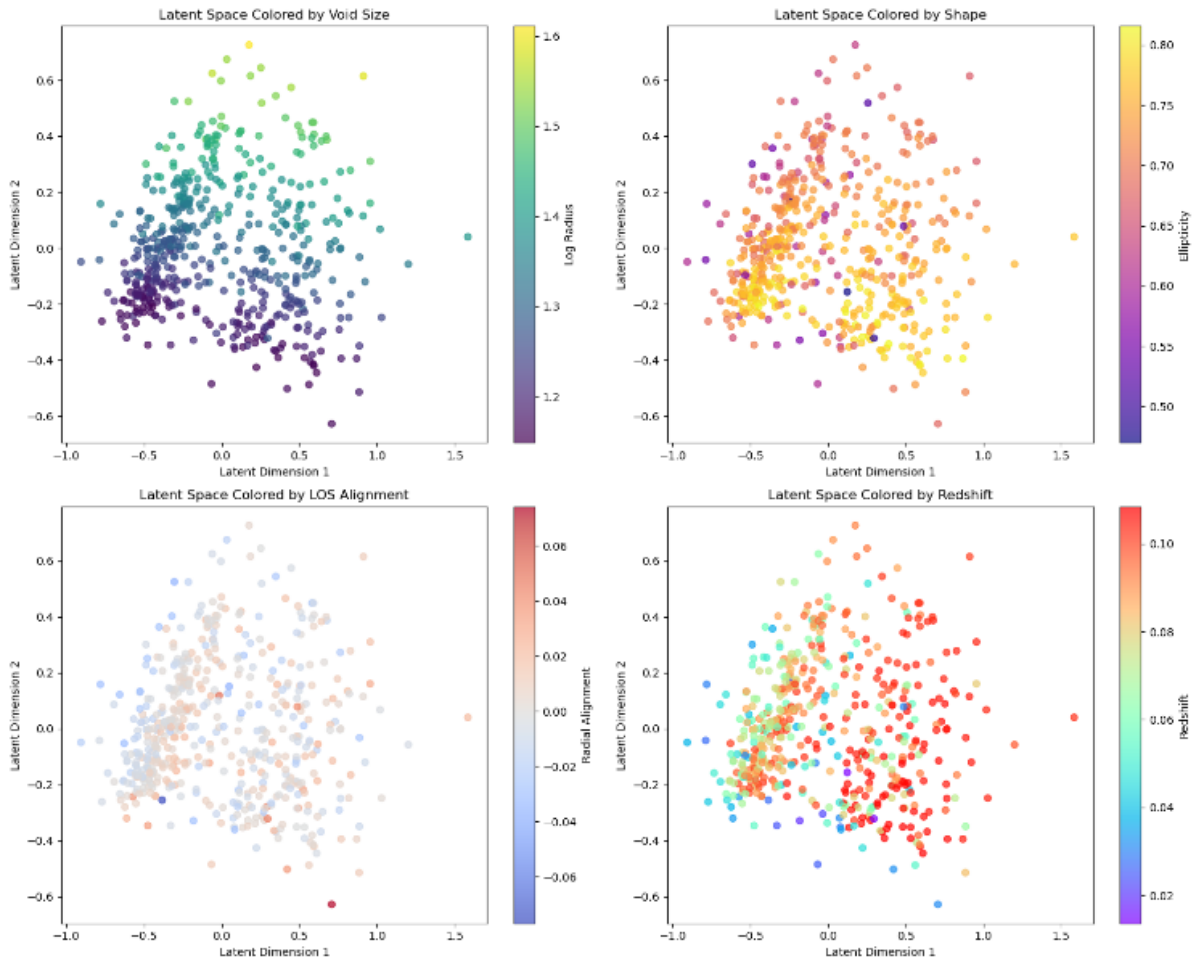 Latent Space Colored by Void Size
0.6
0.4
0.2
0.0
−0.2
−0.4
−0.6
Latent Dimension 2
−1.0 −0.5 0.0 0.5 1.0 1.5
Latent Dimension 1
1.6
1.5
1.4
1.3
1.2
Log Radius
Latent Space Colored by Shape
0.6
0.4
0.2
0.0
−0.2
−0.4
−0.6
Latent Dimension 2
−1.0 −0.5 0.0 0.5 1.0 1.5
Latent Dimension 1
0.80
0.75
0.70
0.65
0.60
0.55
0.50
Ellipticity
Latent Space Colored by LOS Alignment
0.6
0.4
0.2
0.0
−0.2
−0.4
−0.6
Latent Dimension 2
−1.0 −0.5 0.0 0.5 1.0 1.5
Latent Dimension 1
0.06
0.04
0.02
0.00
−0.02
−0.04
−0.06
Radial Alignment
Latent Space Colored by Redshift
0.6
0.4
0.2
0.0
−0.2
−0.4
−0.6
Latent Dimension 2
−1.0 −0.5 0.0 0.5 1.0 1.5
Latent Dimension 1
0.10
0.08
0.06
0.04
0.02
Redshift